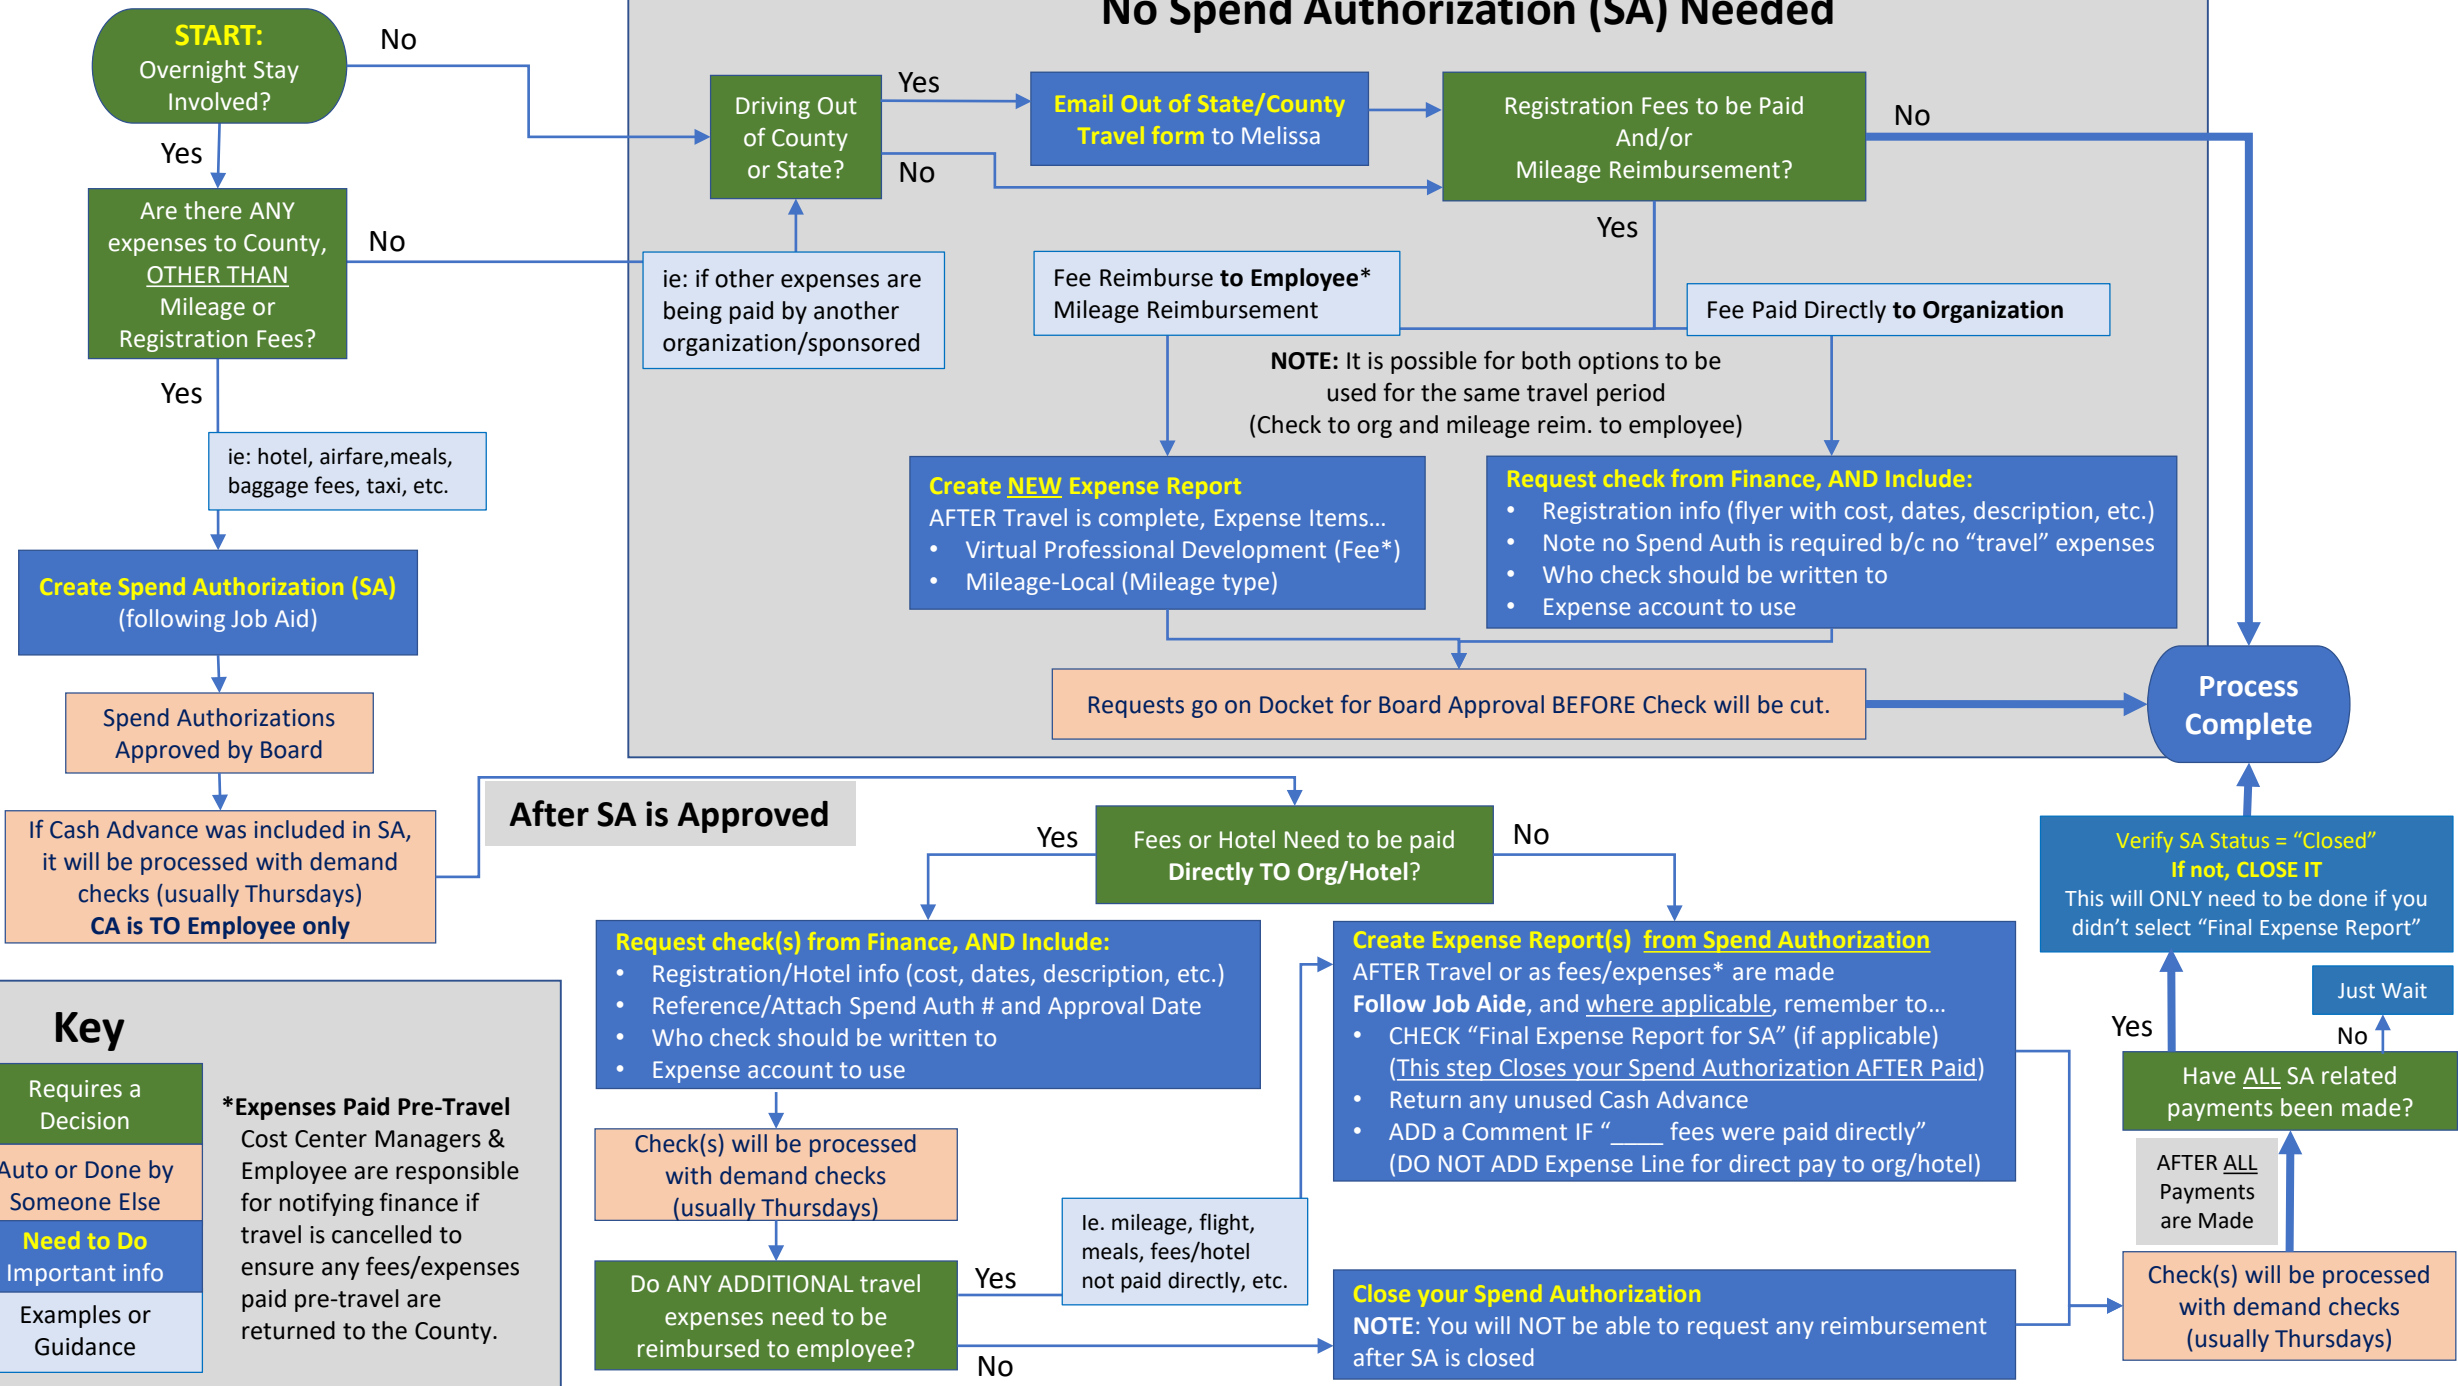 No Spend Authorization (SA) Needed
START:
Overnight Stay
Involved?
No
Yes
Are there ANY
expenses to County,
OTHER THAN
Mileage or
Registration Fees?
No
Yes
ie: hotel, airfare,meals,
baggage fees, taxi, etc.
Create Spend Authorization (SA)
(following Job Aid)
Spend Authorizations
Approved by Board
If Cash Advance was included in SA,
it will be processed with demand
checks (usually Thursdays)
CA is TO Employee only
Driving Out
of County
or State?
Yes
No
ie: if other expenses are
being paid by another
organization/sponsored
Email Out of State/County
Travel form to Melissa
Registration Fees to be Paid
And/or
Mileage Reimbursement?
No
Yes
Fee Reimburse to Employee*
Mileage Reimbursement
Fee Paid Directly to Organization
NOTE: It is possible for both options to be
used for the same travel period
(Check to org and mileage reim. to employee)
Create NEW Expense Report
AFTER Travel is complete, Expense Items…
• Virtual Professional Development (Fee*)
• Mileage-Local (Mileage type)
Request check from Finance, AND Include:
• Registration info (flyer with cost, dates, description, etc.)
• Note no Spend Auth is required b/c no “travel” expenses
• Who check should be written to
• Expense account to use
Requests go on Docket for Board Approval BEFORE Check will be cut.
Process
Complete
After SA is Approved
Fees or Hotel Need to be paid
Directly TO Org/Hotel?
Yes
No
Request check(s) from Finance, AND Include:
• Registration/Hotel info (cost, dates, description, etc.)
• Reference/Attach Spend Auth # and Approval Date
• Who check should be written to
• Expense account to use
Check(s) will be processed
with demand checks
(usually Thursdays)
Do ANY ADDITIONAL travel
expenses need to be
reimbursed to employee?
Yes
No
Ie. mileage, flight,
meals, fees/hotel
not paid directly, etc.
Create Expense Report(s) from Spend Authorization
AFTER Travel or as fees/expenses* are made
Follow Job Aide, and where applicable, remember to…
• CHECK “Final Expense Report for SA” (if applicable)
(This step Closes your Spend Authorization AFTER Paid)
• Return any unused Cash Advance
• ADD a Comment IF “____ fees were paid directly”
(DO NOT ADD Expense Line for direct pay to org/hotel)
Close your Spend Authorization
NOTE: You will NOT be able to request any reimbursement
after SA is closed
Verify SA Status = “Closed”
If not, CLOSE IT
This will ONLY need to be done if you
didn’t select “Final Expense Report”
Just Wait
Yes
No
Have ALL SA related
payments been made?
AFTER ALL
Payments
are Made
Check(s) will be processed
with demand checks
(usually Thursdays)
Key
Requires a
Decision
Auto or Done by
Someone Else
Need to Do
Important info
Examples or
Guidance
*Expenses Paid Pre-Travel
Cost Center Managers &
Employee are responsible
for notifying finance if
travel is cancelled to
ensure any fees/expenses
paid pre-travel are
returned to the County.